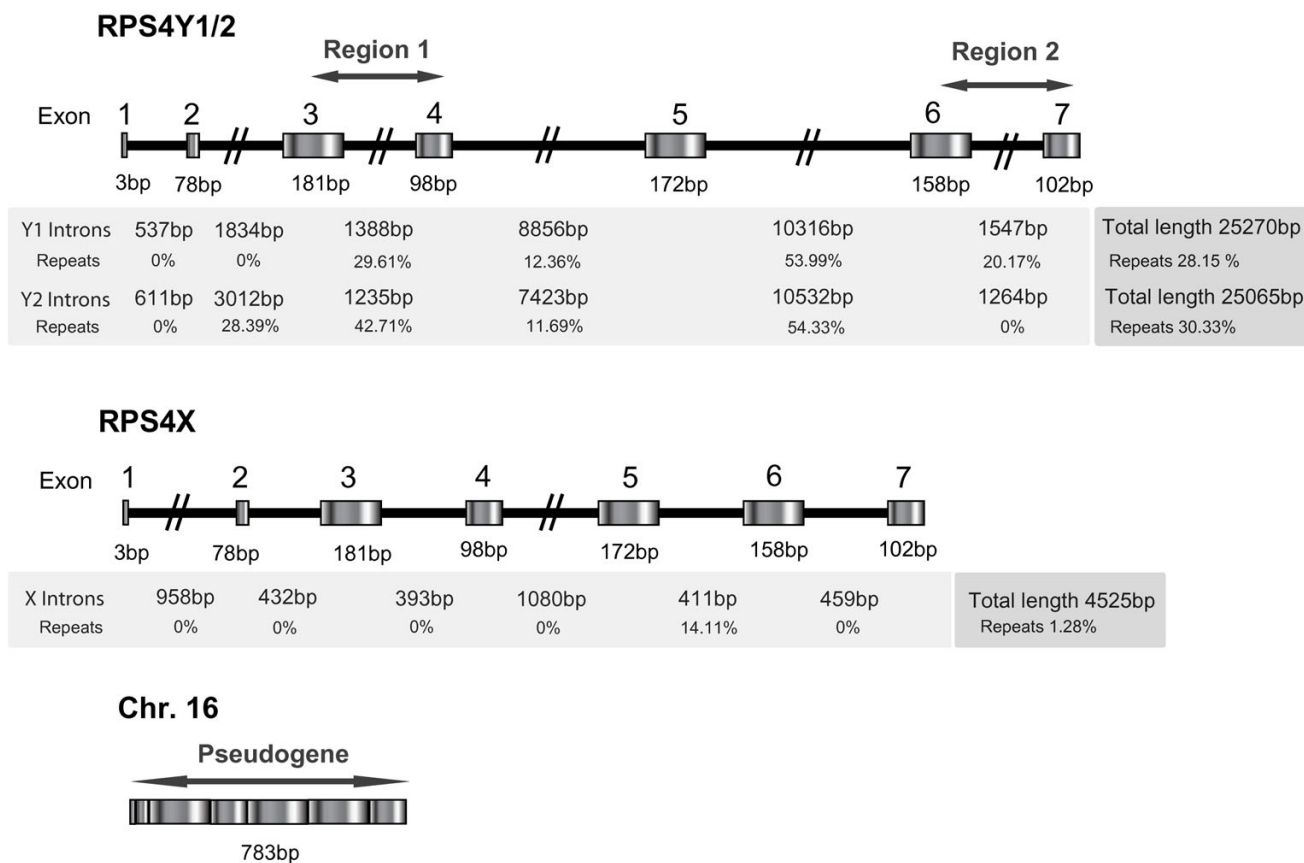 RPS4Y1/2
Region 1
Region 2
Exon 1 2 3 4 5 6 7
3bp 78bp 181bp 98bp 172bp 158bp 102bp
Y1 Introns 537bp 1834bp 1388bp 8856bp 10316bp 1547bp Total length 25270bp
Repeats 0% 0% 29.61% 12.36% 53.99% 20.17% Repeats 28.15 %
Y2 Introns 611bp 3012bp 1235bp 7423bp 10532bp 1264bp Total length 25065bp
Repeats 0% 28.39% 42.71% 11.69% 54.33% 0% Repeats 30.33%
RPS4X
Exon 1 2 3 4 5 6 7
3bp 78bp 181bp 98bp 172bp 158bp 102bp
X Introns 958bp 432bp 393bp 1080bp 411bp 459bp Total length 4525bp
Repeats 0% 0% 0% 0% 14.11% 0% Repeats 1.28%
Chr. 16
Pseudogene
783bp